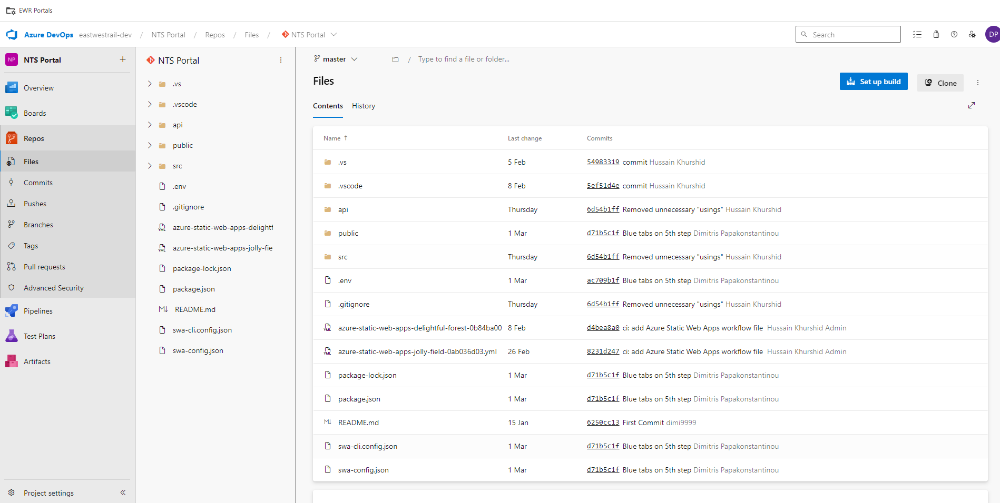 EWR Portals
Azure DevOps eastwestrail-dev / NTS Portal / Repos / Files / NTS Portal
Search
DP
NP NTS Portal +
Overview
Boards
Repos
Files
Commits
Pushes
Branches
Tags
Pull requests
Advanced Security
Pipelines
Test Plans
Artifacts
Project settings
NTS Portal
.vs
.vscode
api
public
src
.env
.gitignore
YML azure-static-web-apps-delightf
YML azure-static-web-apps-jolly-fie
package-lock.json
package.json
M↓ README.md
swa-cli.config.json
swa-config.json
master / Type to find a file or folder...
Files
Set up build Clone
Contents History
Name ↑ Last change Commits
.vs 5 Feb 54983319 commit Hussain Khurshid
.vscode 8 Feb 5ef51d4e commit Hussain Khurshid
api Thursday 6d54b1ff Removed unnecessary "usings" Hussain Khurshid
public 1 Mar d71b5c1f Blue tabs on 5th step Dimitris Papakonstantinou
src Thursday 6d54b1ff Removed unnecessary "usings" Hussain Khurshid
.env 1 Mar ac709b1f Blue tabs on 5th step Dimitris Papakonstantinou
.gitignore Thursday 6d54b1ff Removed unnecessary "usings" Hussain Khurshid
YML azure-static-web-apps-delightful-forest-0b84ba00 8 Feb d4bea8a0 ci: add Azure Static Web Apps workflow file Hussain Khurshid Admin
YML azure-static-web-apps-jolly-field-0ab036d03.yml 26 Feb 8231d247 ci: add Azure Static Web Apps workflow file Hussain Khurshid Admin
package-lock.json 1 Mar d71b5c1f Blue tabs on 5th step Dimitris Papakonstantinou
package.json 1 Mar d71b5c1f Blue tabs on 5th step Dimitris Papakonstantinou
M↓ README.md 15 Jan 6250cc13 First Commit dimi9999
swa-cli.config.json 1 Mar d71b5c1f Blue tabs on 5th step Dimitris Papakonstantinou
swa-config.json 1 Mar d71b5c1f Blue tabs on 5th step Dimitris Papakonstantinou